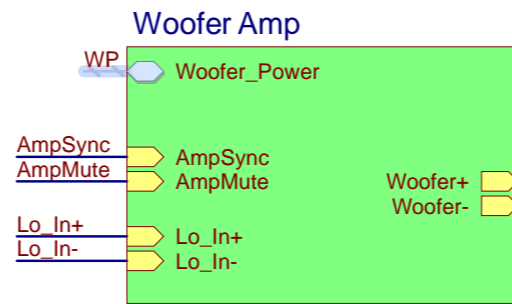 Woofer Amp
WP
Woofer_Power
AmpSync
AmpSync
AmpMute
AmpMute
Woofer+
Woofer-
Lo_In+
Lo_In+
Lo_In-
Lo_In-